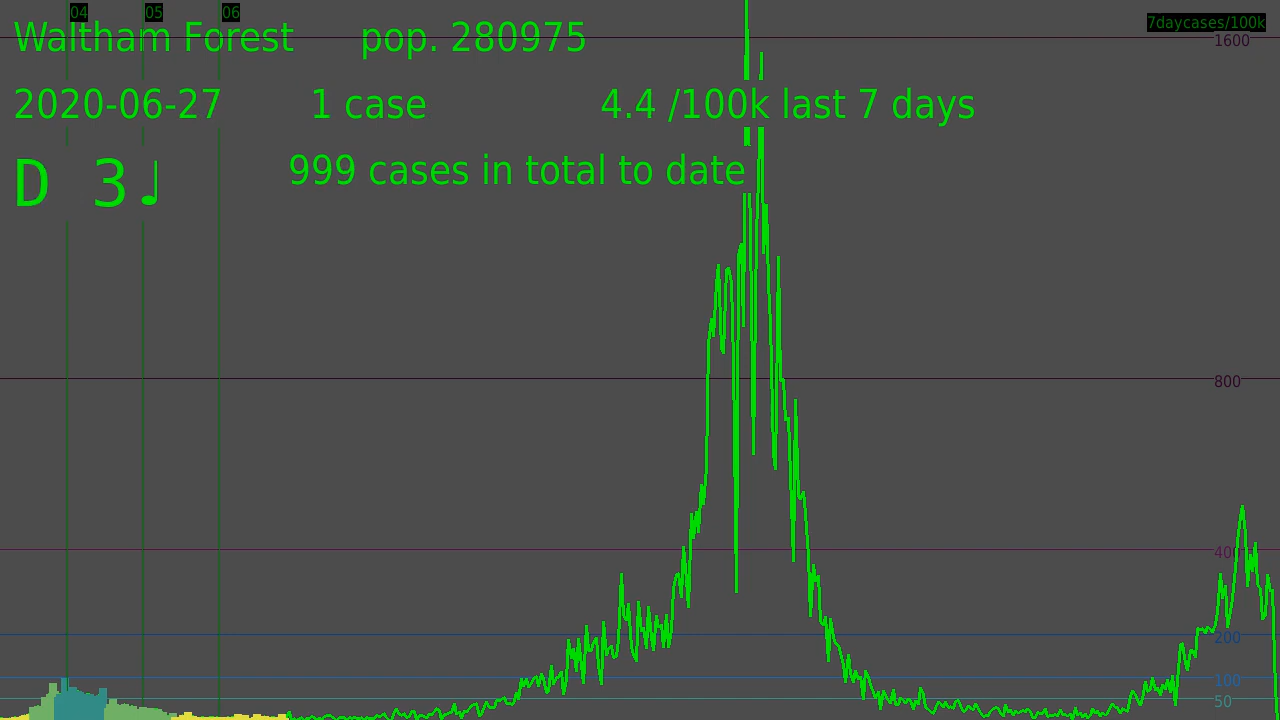 04 05 06
7daycases/100k
Waltham Forest pop. 280975
1600
2020-06-27 1 case 4.4 /100k last 7 days
D 3♩ 999 cases in total to date
800
40
200
100
50